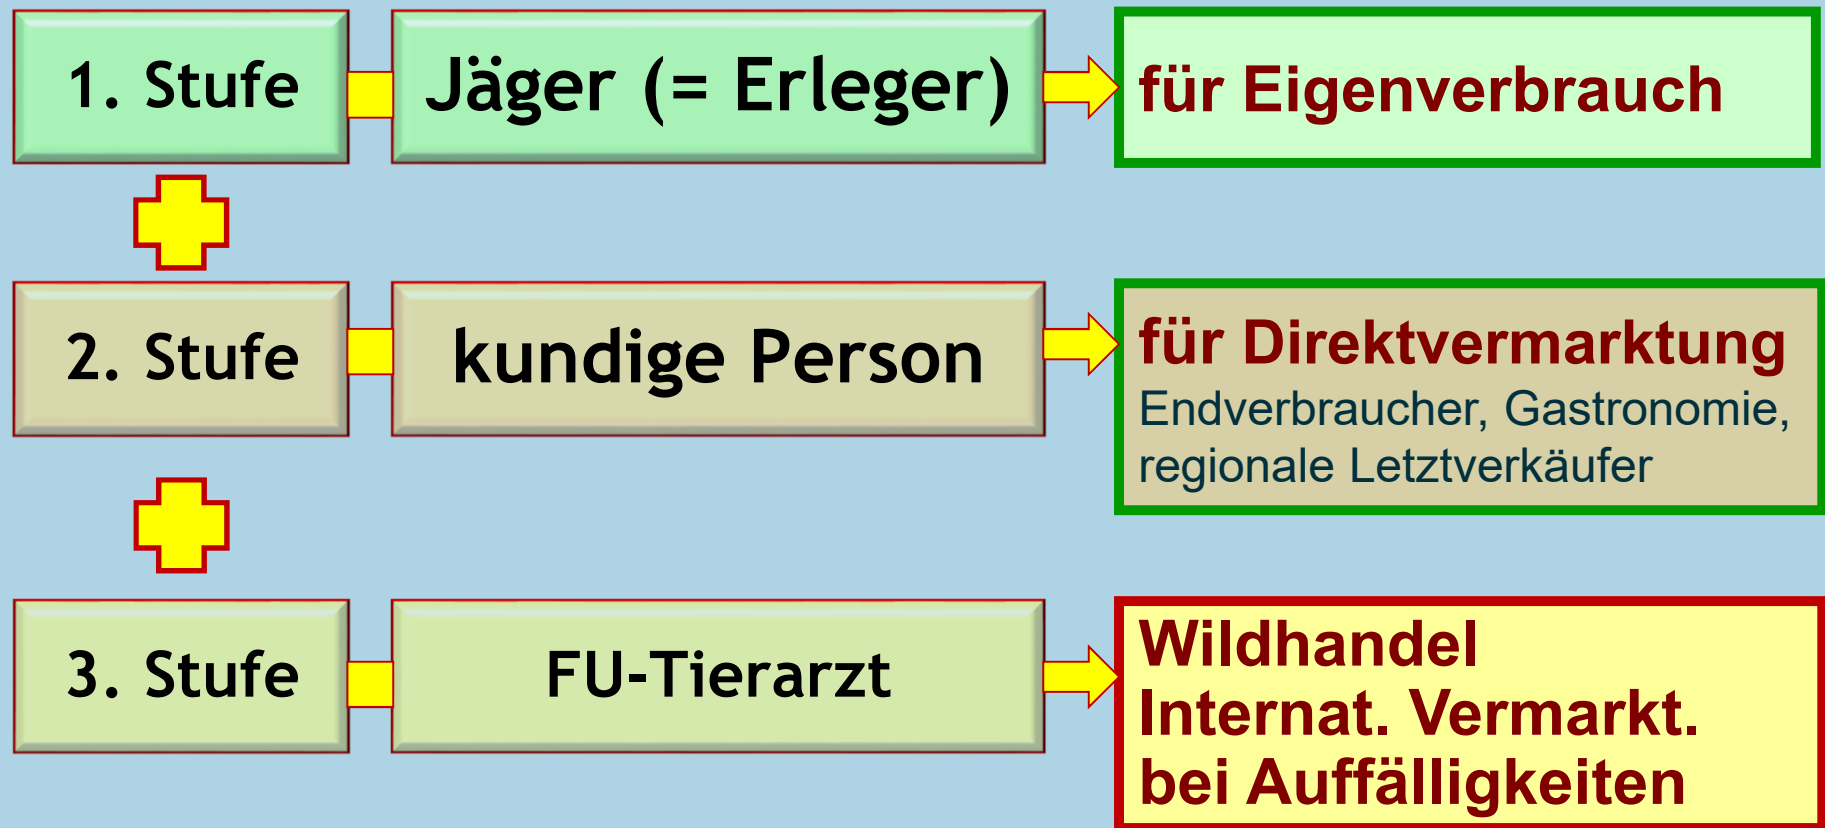 1. Stufe
Jäger (= Erleger)
für Eigenverbrauch
2. Stufe
kundige Person
für Direktvermarktung
Endverbraucher, Gastronomie,
regionale Letztverkäufer
3. Stufe
FU-Tierarzt
Wildhandel
Internat. Vermarkt.
bei Auffälligkeiten